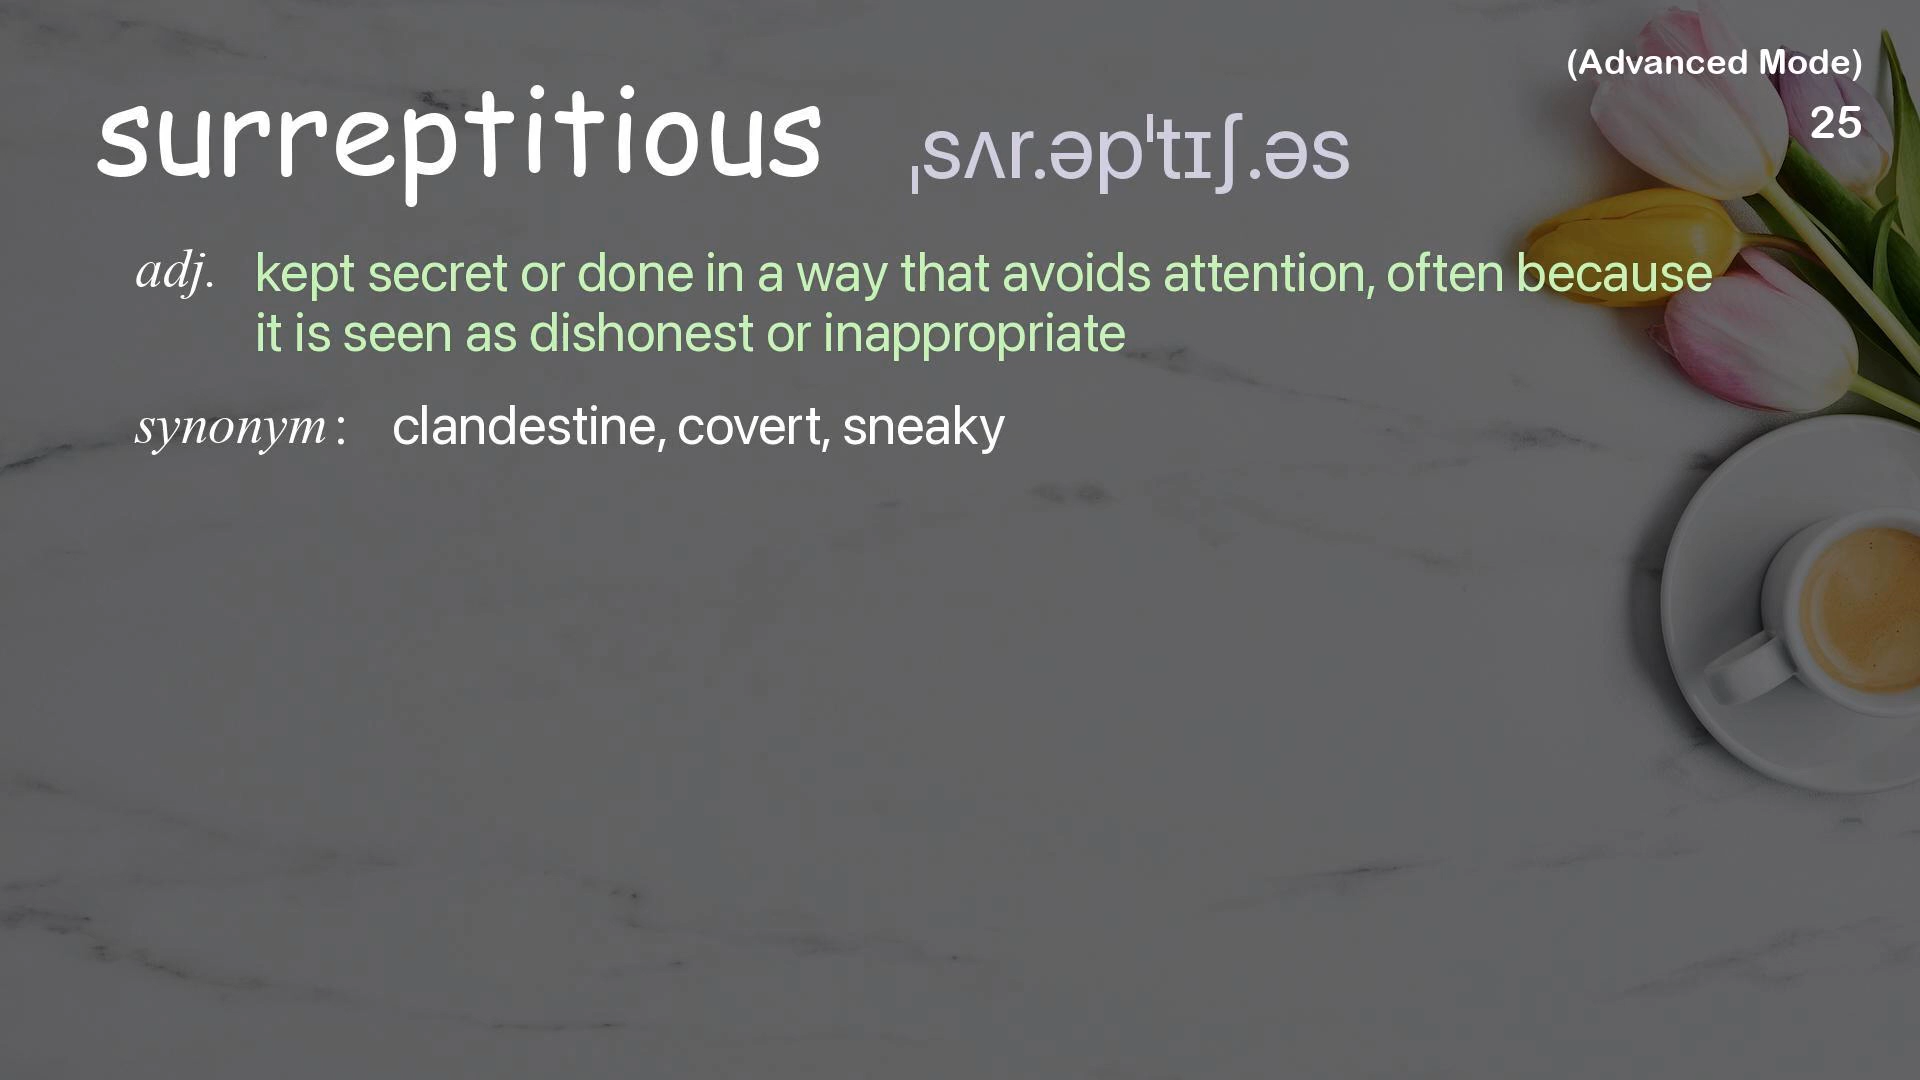 (Advanced Mode)
surreptitious ˌsʌr.əpˈtɪʃ.əs
25
adj. kept secret or done in a way that avoids attention, often because
it is seen as dishonest or inappropriate
synonym: clandestine, covert, sneaky